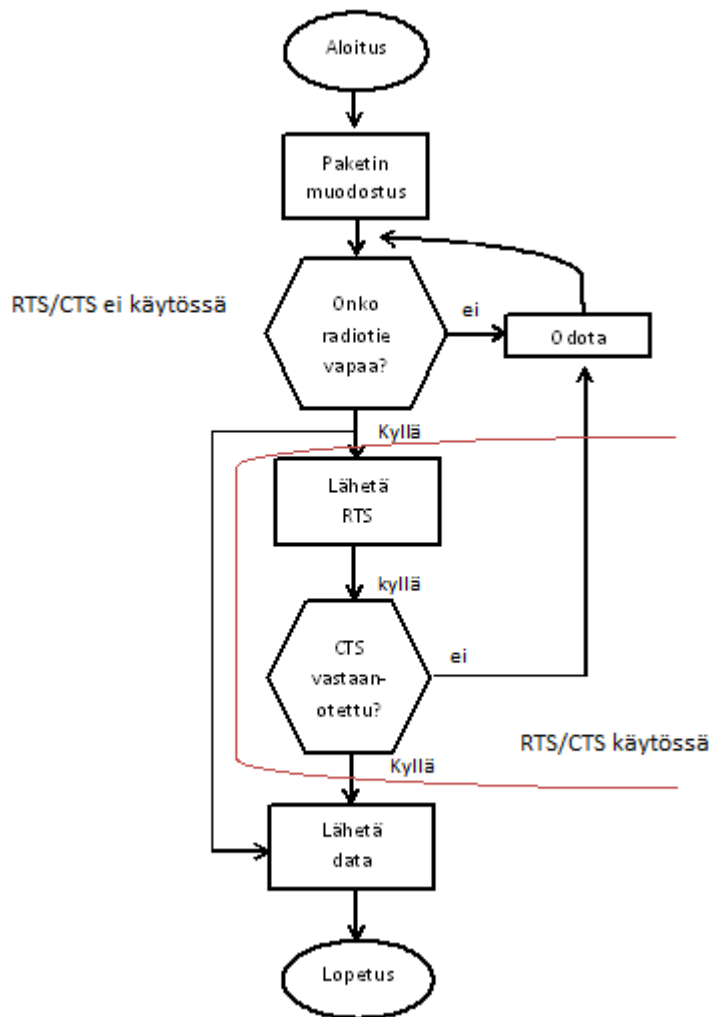 Aloitus
Paketin
muodostus
RTS/CTS ei käytössä
Onko
radiotie
vapaa?
ei
Odota
Kyllä
Lähetä
RTS
kyllä
CTS
vastaan-
otettu?
ei
RTS/CTS käytössä
Kyllä
Lähetä
data
Lopetus